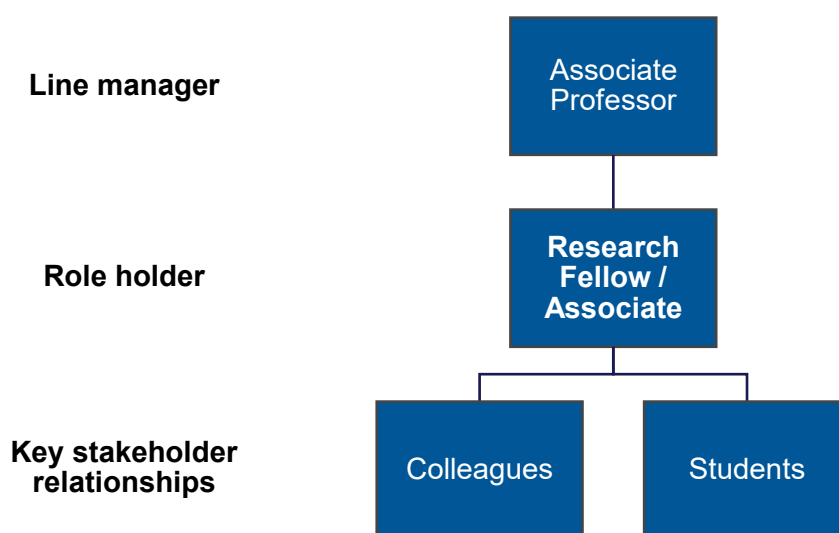 Line manager
Associate
Professor
Role holder
Research
Fellow /
Associate
Key stakeholder
relationships
Colleagues
Students